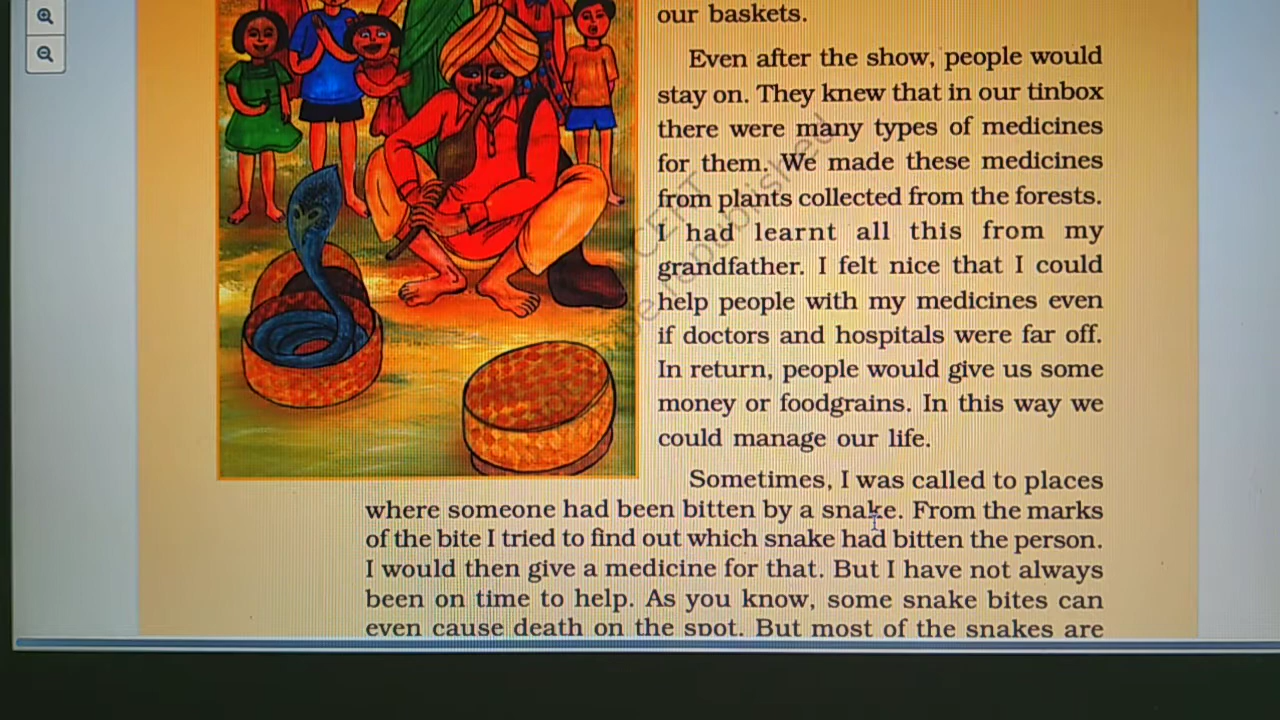 our baskets.
Even after the show, people would
stay on. They knew that in our tinbox
there were many types of medicines
for them. We made these medicines
from plants collected from the forests.
I had learnt all this from my
grandfather. I felt nice that I could
help people with my medicines even
if doctors and hospitals were far off.
In return, people would give us some
money or foodgrains. In this way we
could manage our life.
Sometimes, I was called to places
where someone had been bitten by a snake. From the marks
of the bite I tried to find out which snake had bitten the person.
I would then give a medicine for that. But I have not always
been on time to help. As you know, some snake bites can
even cause death on the spot. But most of the snakes are